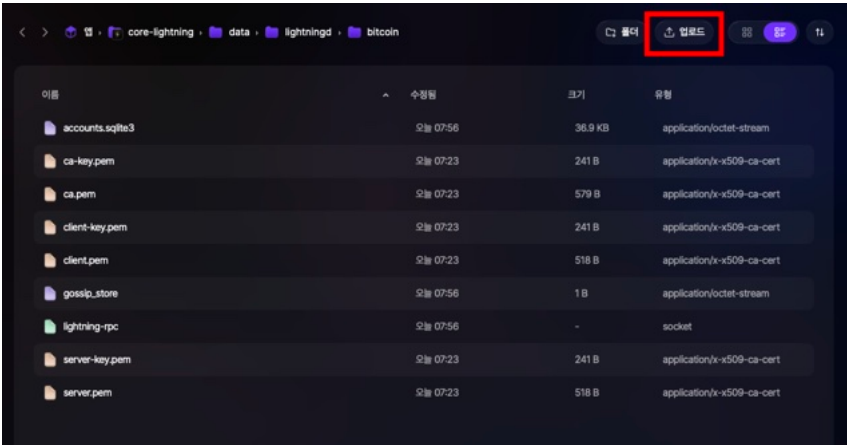 앱 › core-lightning › data › lightningd › bitcoin 폴더 업로드
이름 수정됨 크기 유형
accounts.sqlite3 오늘 07:56 36.9 KB application/octet-stream
ca-key.pem 오늘 07:23 241 B application/x-x509-ca-cert
ca.pem 오늘 07:23 579 B application/x-x509-ca-cert
client-key.pem 오늘 07:23 241 B application/x-x509-ca-cert
client.pem 오늘 07:23 518 B application/x-x509-ca-cert
gossip_store 오늘 07:56 1 B application/octet-stream
lightning-rpc 오늘 07:56 - socket
server-key.pem 오늘 07:23 241 B application/x-x509-ca-cert
server.pem 오늘 07:23 518 B application/x-x509-ca-cert